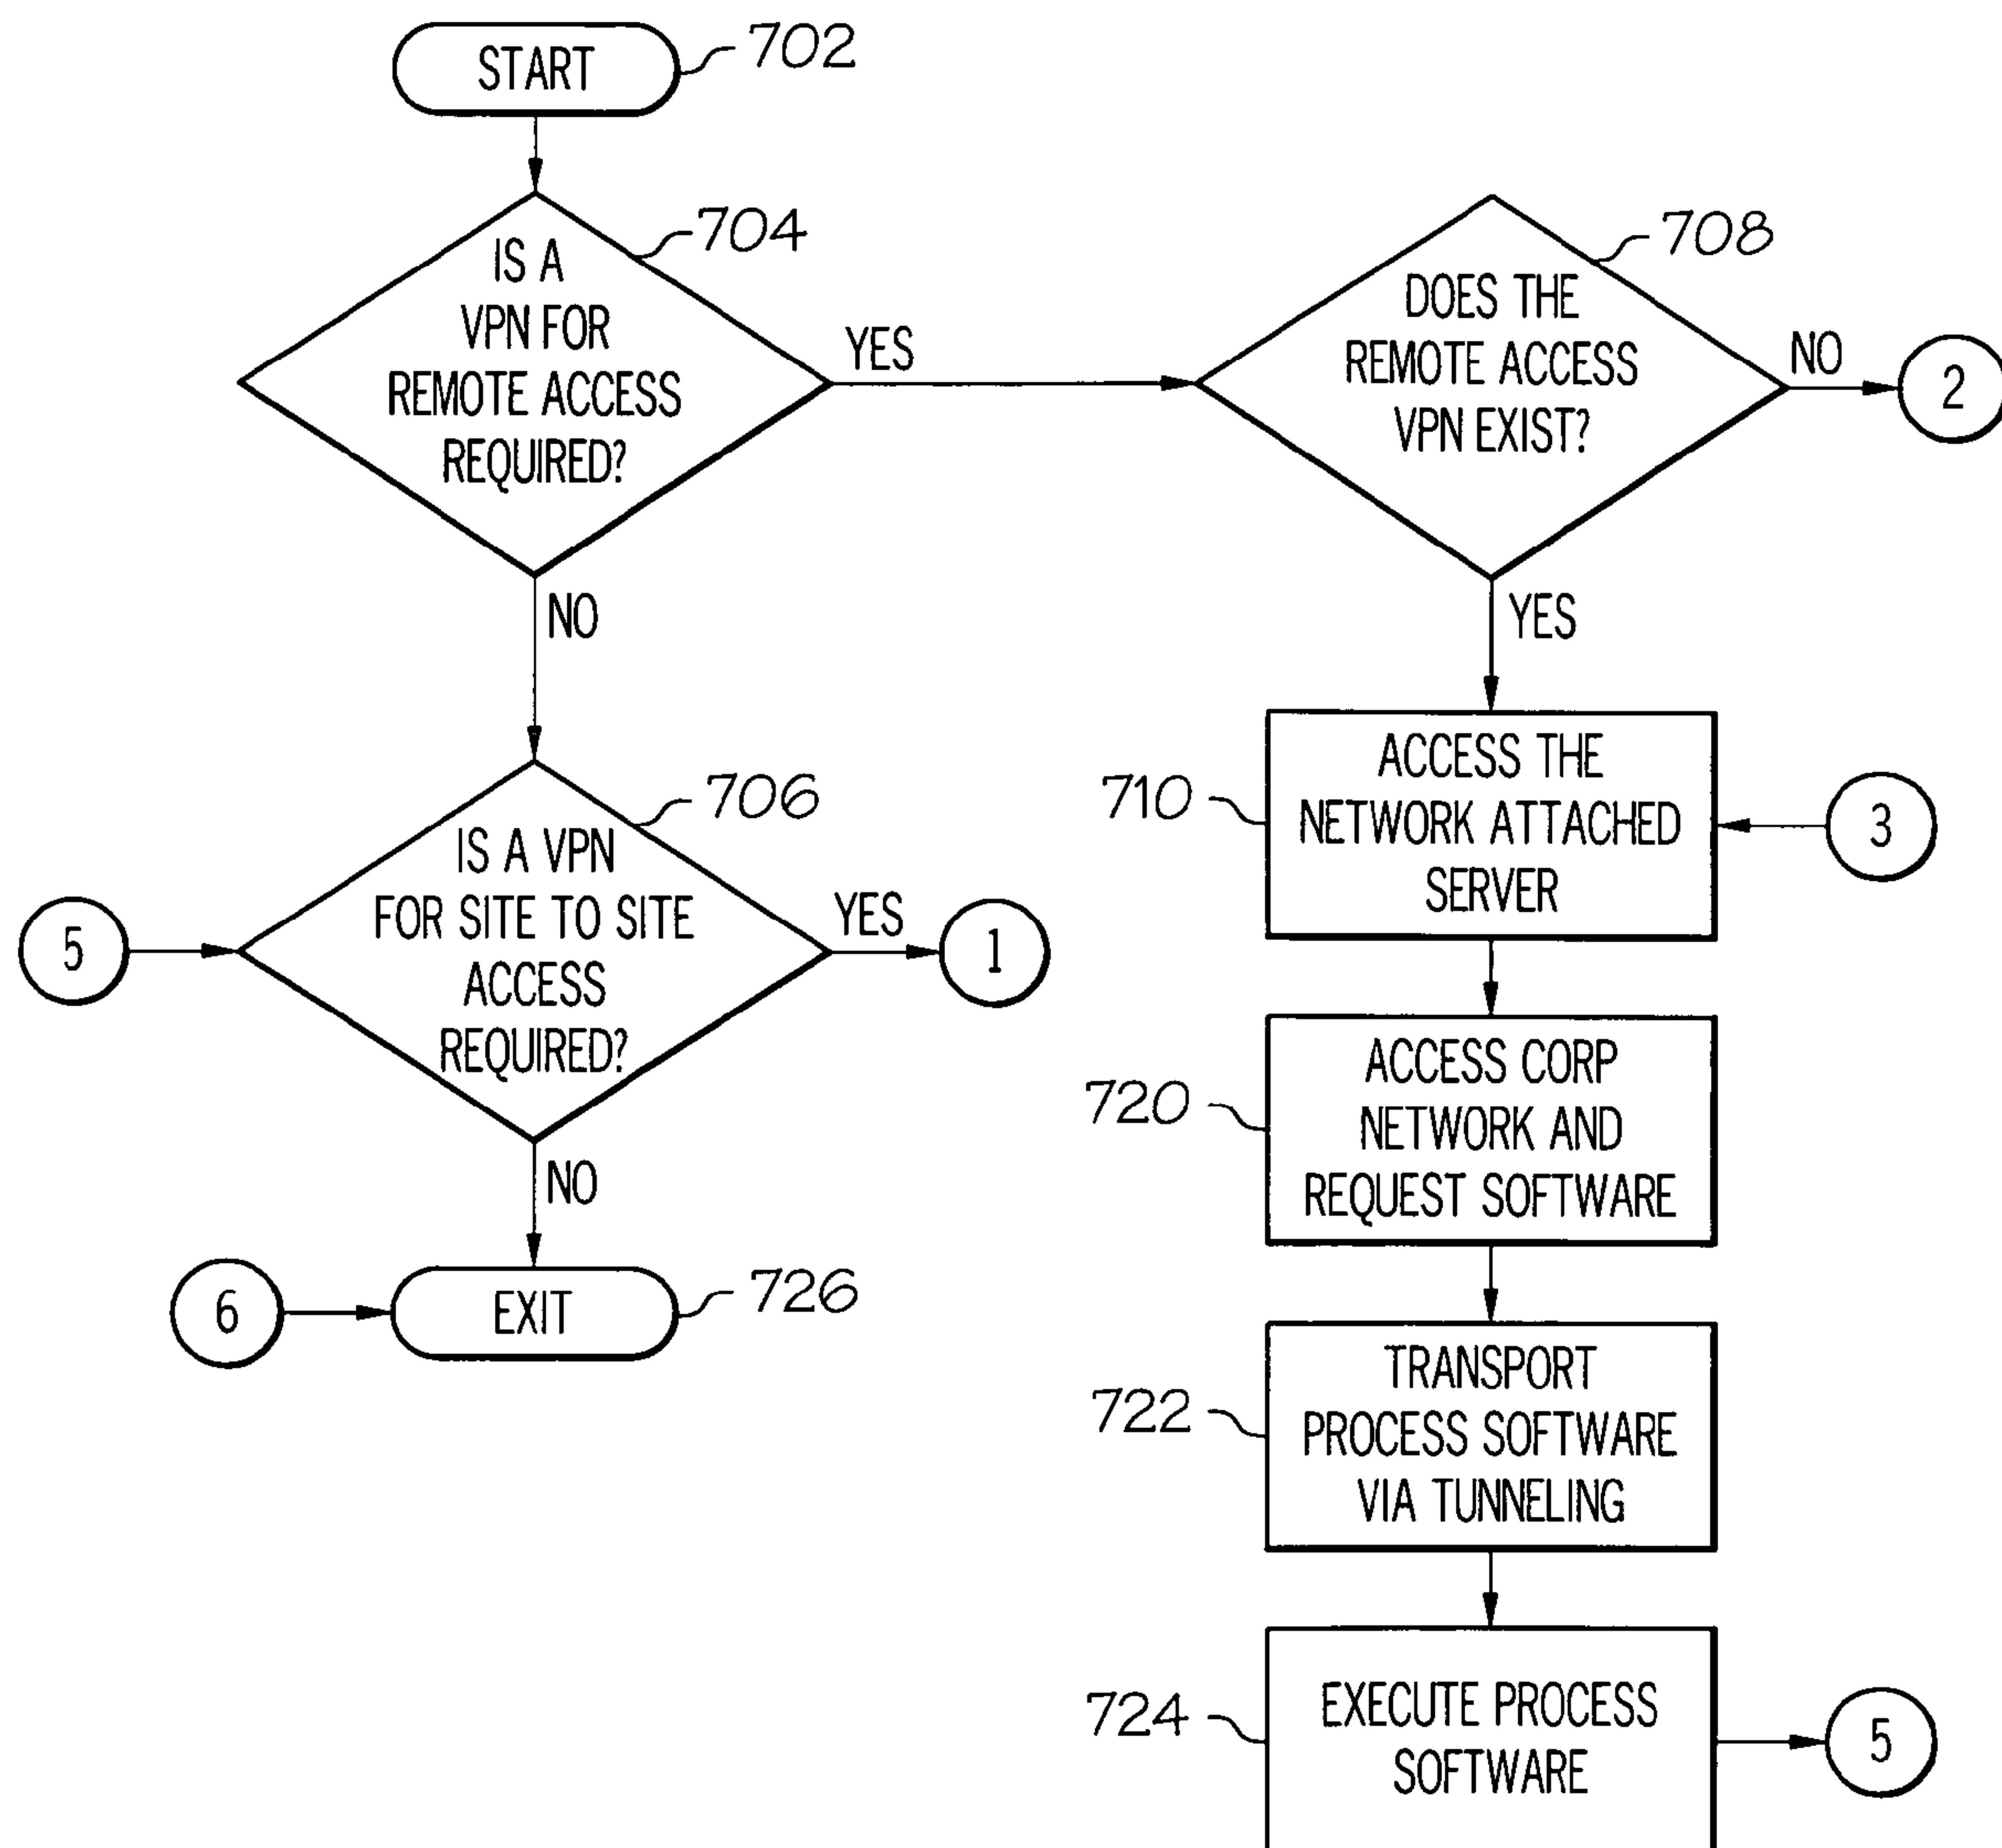 START
702
IS A
VPN FOR
REMOTE ACCESS
REQUIRED?
704
YES
NO
DOES THE
REMOTE ACCESS
VPN EXIST?
708
NO
2
YES
IS A VPN
FOR SITE TO SITE
ACCESS
REQUIRED?
706
5
YES
1
NO
6
EXIT
726
710
ACCESS THE
NETWORK ATTACHED
SERVER
3
720
ACCESS CORP
NETWORK AND
REQUEST SOFTWARE
722
TRANSPORT
PROCESS SOFTWARE
VIA TUNNELING
724
EXECUTE PROCESS
SOFTWARE
5